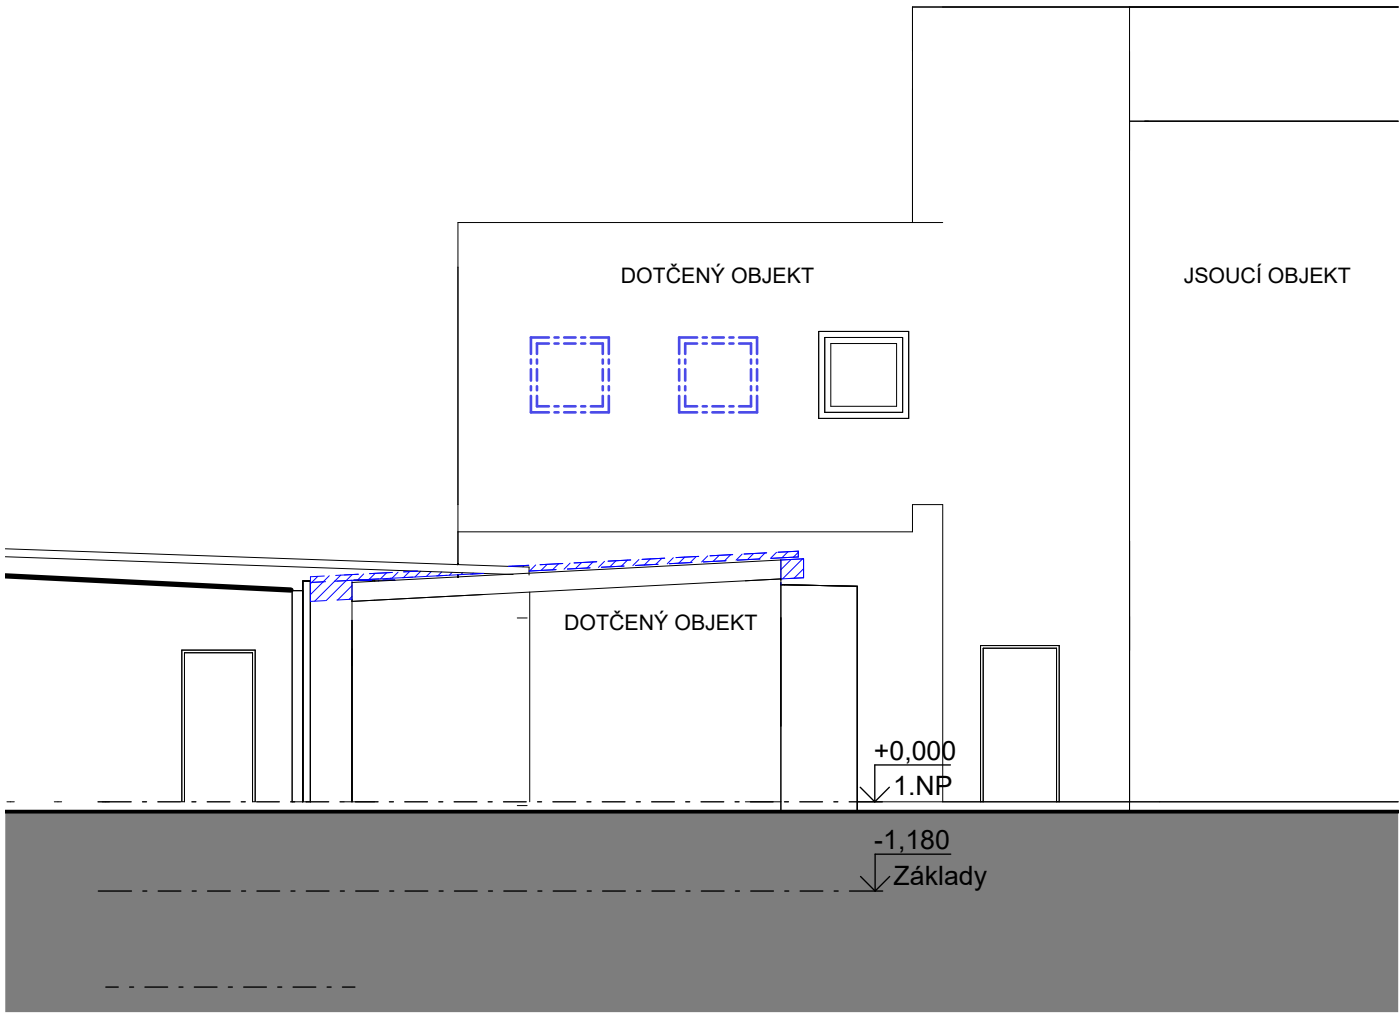 DOTČENÝ OBJEKT
JSOUCÍ OBJEKT
DOTČENÝ OBJEKT
+0,000
1.NP
-1,180
Základy